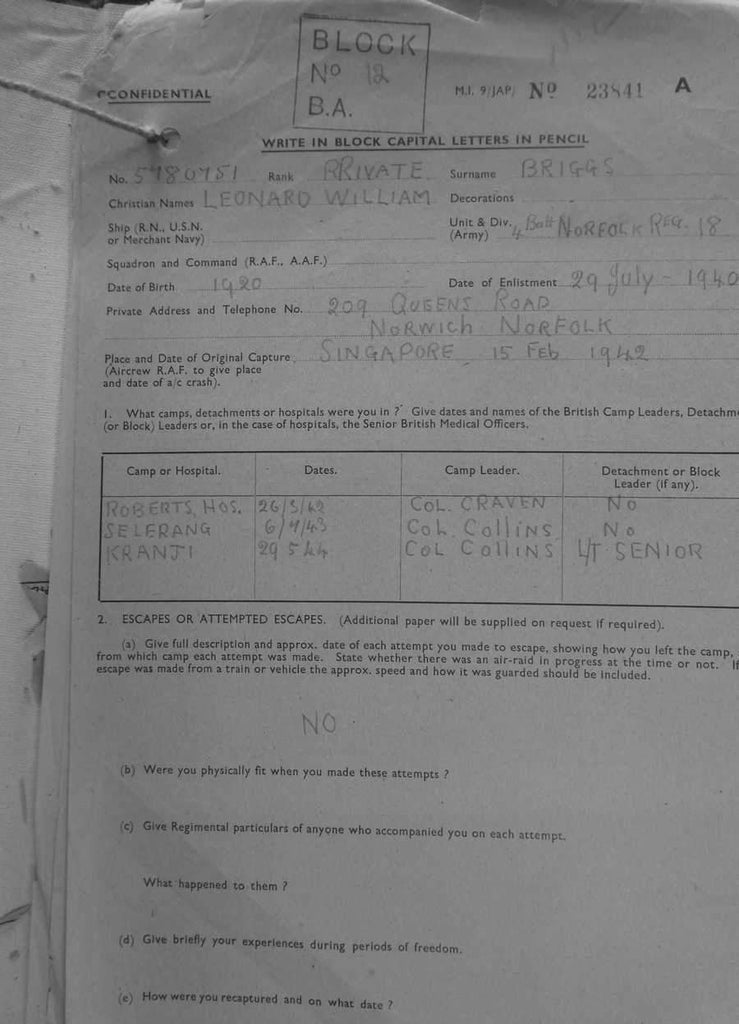 BLOCK
No 12
B.A.
CONFIDENTIAL
M.I. 9/JAP/ No 23841 A
WRITE IN BLOCK CAPITAL LETTERS IN PENCIL
No. 5780751 Rank PRIVATE Surname BRIGGS
Christian Names LEONARD WILLIAM Decorations
Ship (R.N., U.S.N. or Merchant Navy)
Unit & Div. (Army) 4 Batt NORFOLK REG. 18
Squadron and Command (R.A.F., A.A.F.)
Date of Birth 1920 Date of Enlistment 29 July - 1940
Private Address and Telephone No. 209 QUEENS ROAD
NORWICH NORFOLK
Place and Date of Original Capture SINGAPORE 15 FEB 1942
(Aircrew R.A.F. to give place
and date of a/c crash).
1. What camps, detachments or hospitals were you in ? Give dates and names of the British Camp Leaders, Detachm
(or Block) Leaders or, in the case of hospitals, the Senior British Medical Officers.
Camp or Hospital. Dates. Camp Leader. Detachment or Block Leader (if any).
ROBERTS, HOS. 26/5/42 COL. CRAVEN NO
SELERANG 6/9/43 COL. COLLINS No
KRANJI 29 5 44 COL COLLINS L/T SENIOR
2. ESCAPES OR ATTEMPTED ESCAPES. (Additional paper will be supplied on request if required).
(a) Give full description and approx. date of each attempt you made to escape, showing how you left the camp,
from which camp each attempt was made. State whether there was an air-raid in progress at the time or not. If
escape was made from a train or vehicle the approx. speed and how it was guarded should be included.
NO
(b) Were you physically fit when you made these attempts ?
(c) Give Regimental particulars of anyone who accompanied you on each attempt.
What happened to them ?
(d) Give briefly your experiences during periods of freedom.
(e) How were you recaptured and on what date ?